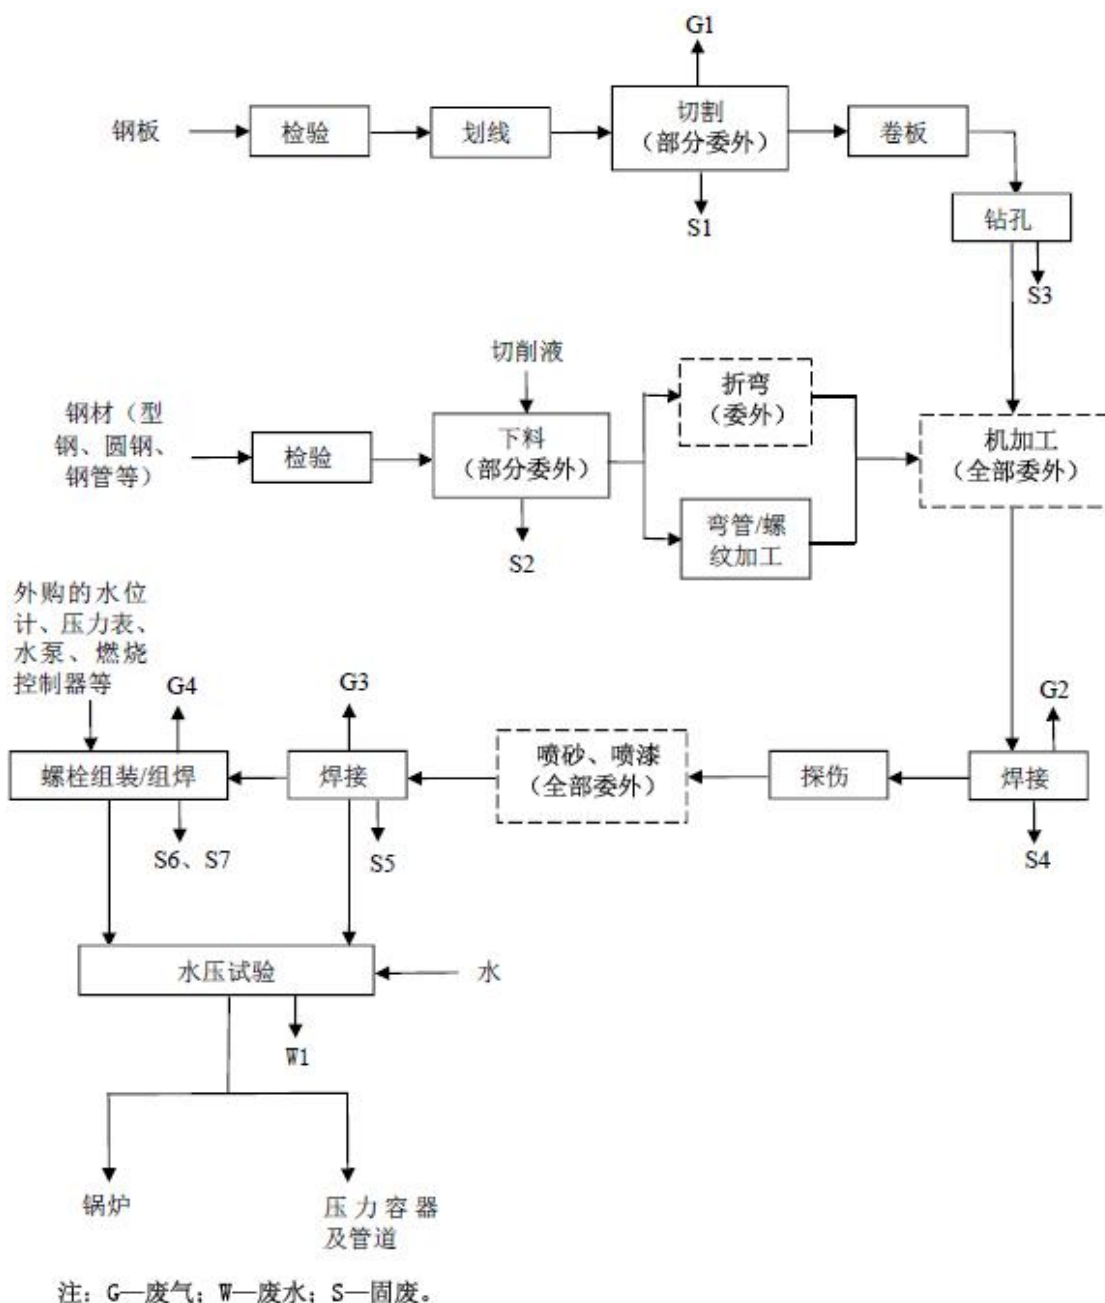 G1
钢板
检验
划线
切割
（部分委外）
卷板
S1
钻孔
S3
切削液
钢材（型
钢、圆钢、
钢管等）
检验
下料
（部分委外）
S2
折弯
（委外）
弯管/螺
纹加工
机加工
（全部委外）
外购的水位
计、压力表、
水泵、燃烧
控制器等
G4
G3
G2
螺栓组装/组焊
焊接
喷砂、喷漆
（全部委外）
探伤
焊接
S6、S7
S5
S4
水压试验
水
W1
锅炉
压力容器
及管道
注：G—废气；W—废水；S—固废。